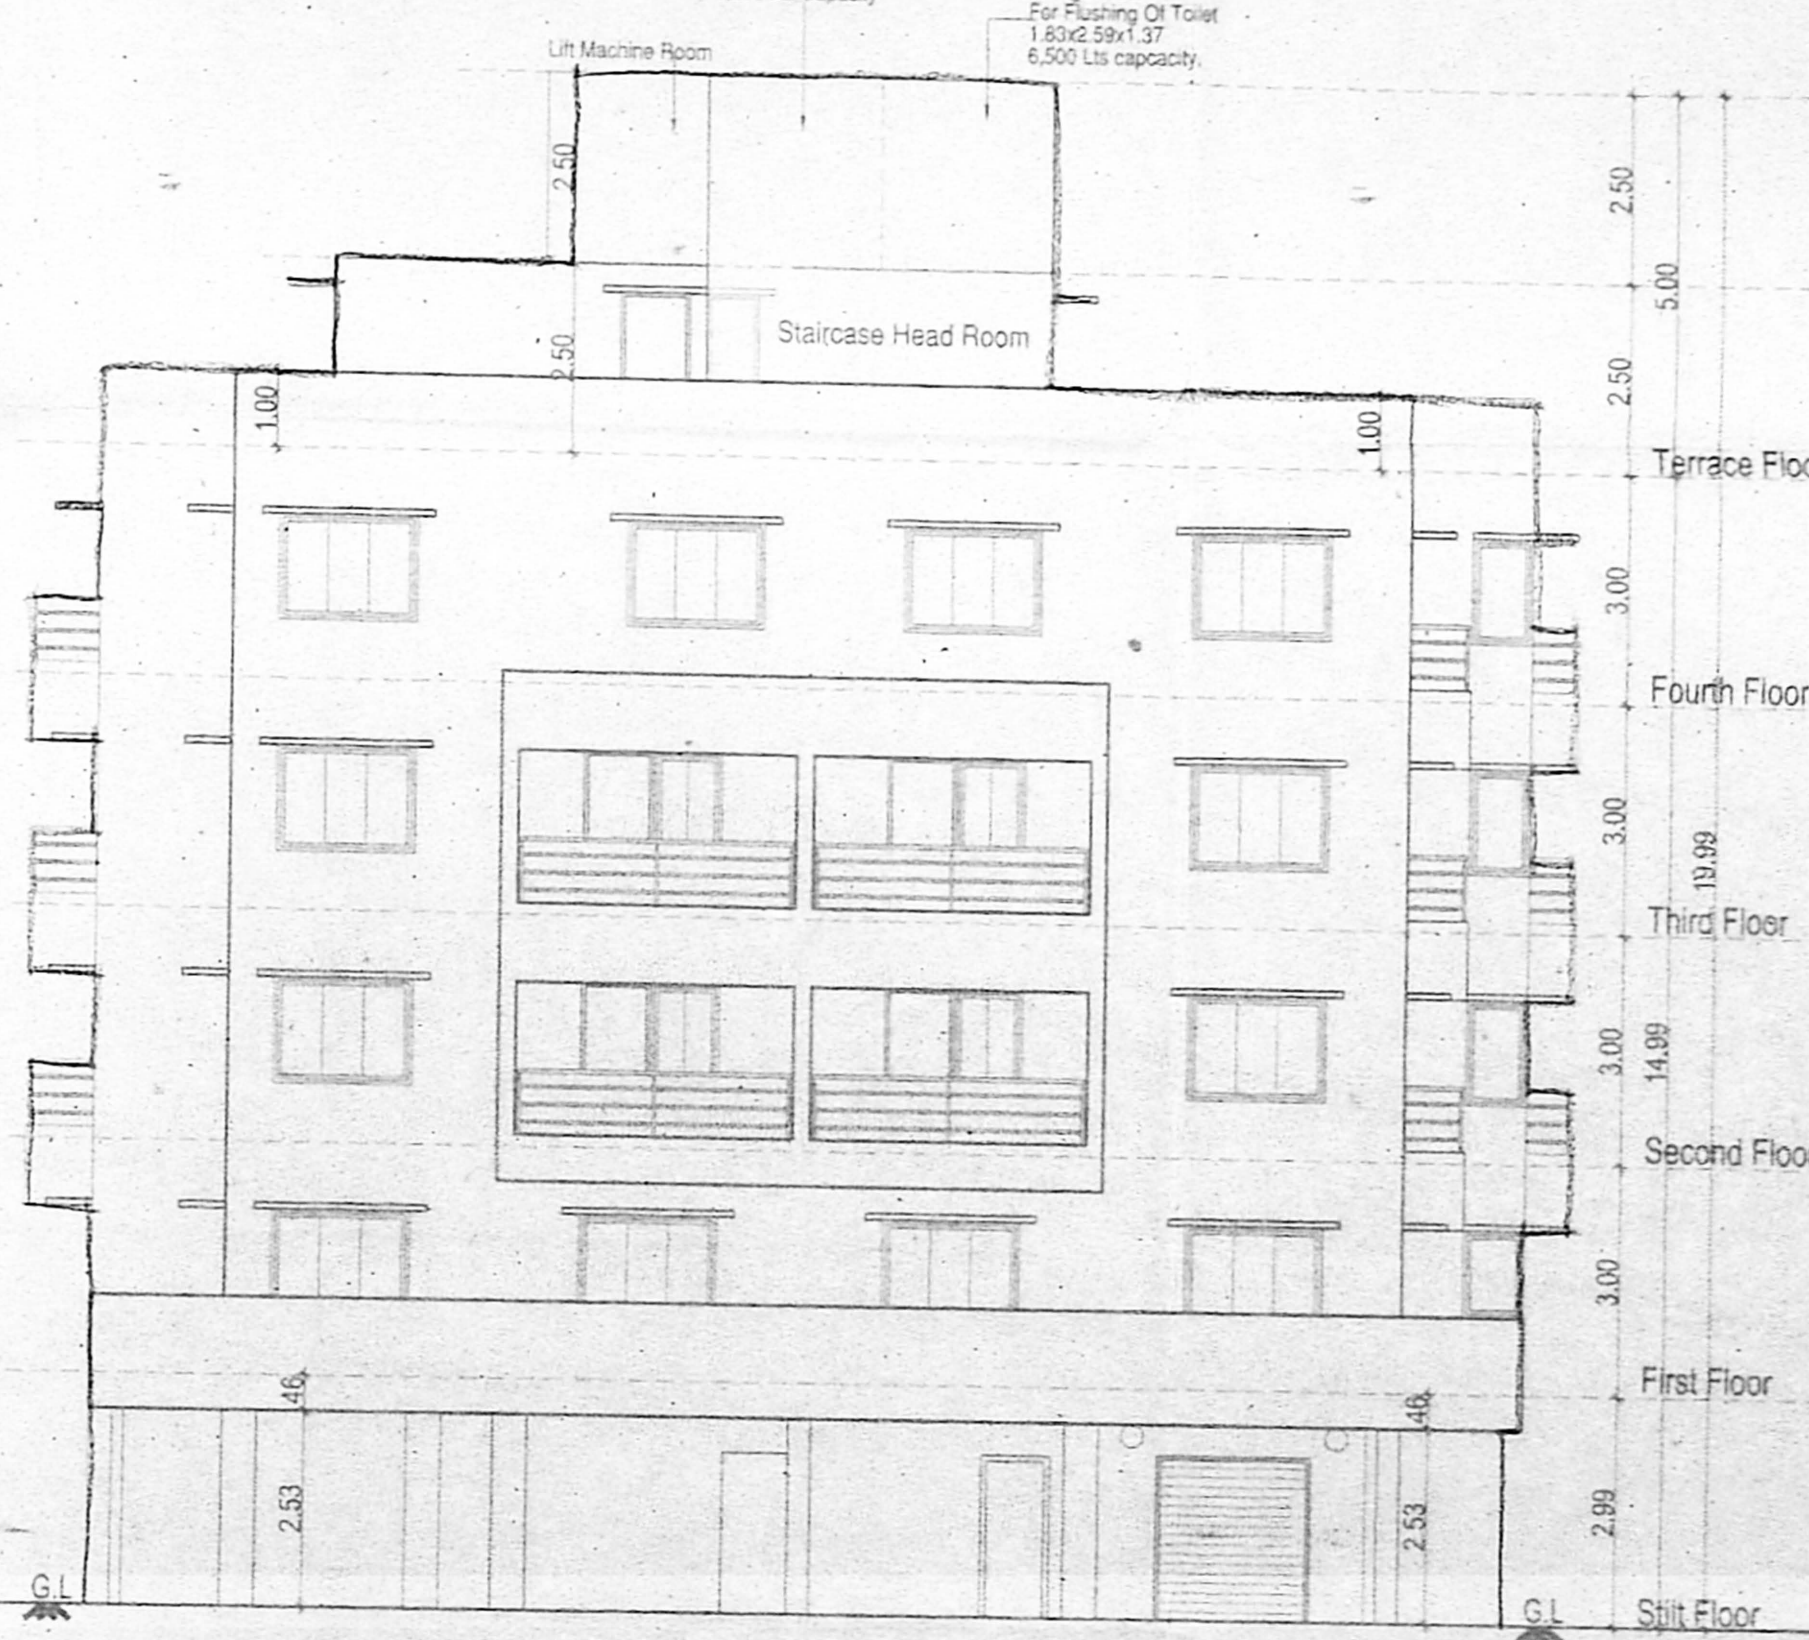 For Flushing Of Toilet
1.83x2.59x1.37
6,500 Lts capcacity.
Lift Machine Room
2.50
2.50
5.00
Staircase Head Room
2.50
2.50
1.00
1.00
Terrace Floo
3.00
Fourth Floor
3.00
19.99
Third Floor
3.00
14.99
Second Floo
3.00
First Floor
.46
.46
2.53
2.53
2.99
G.L
G.L
Stilt Floor